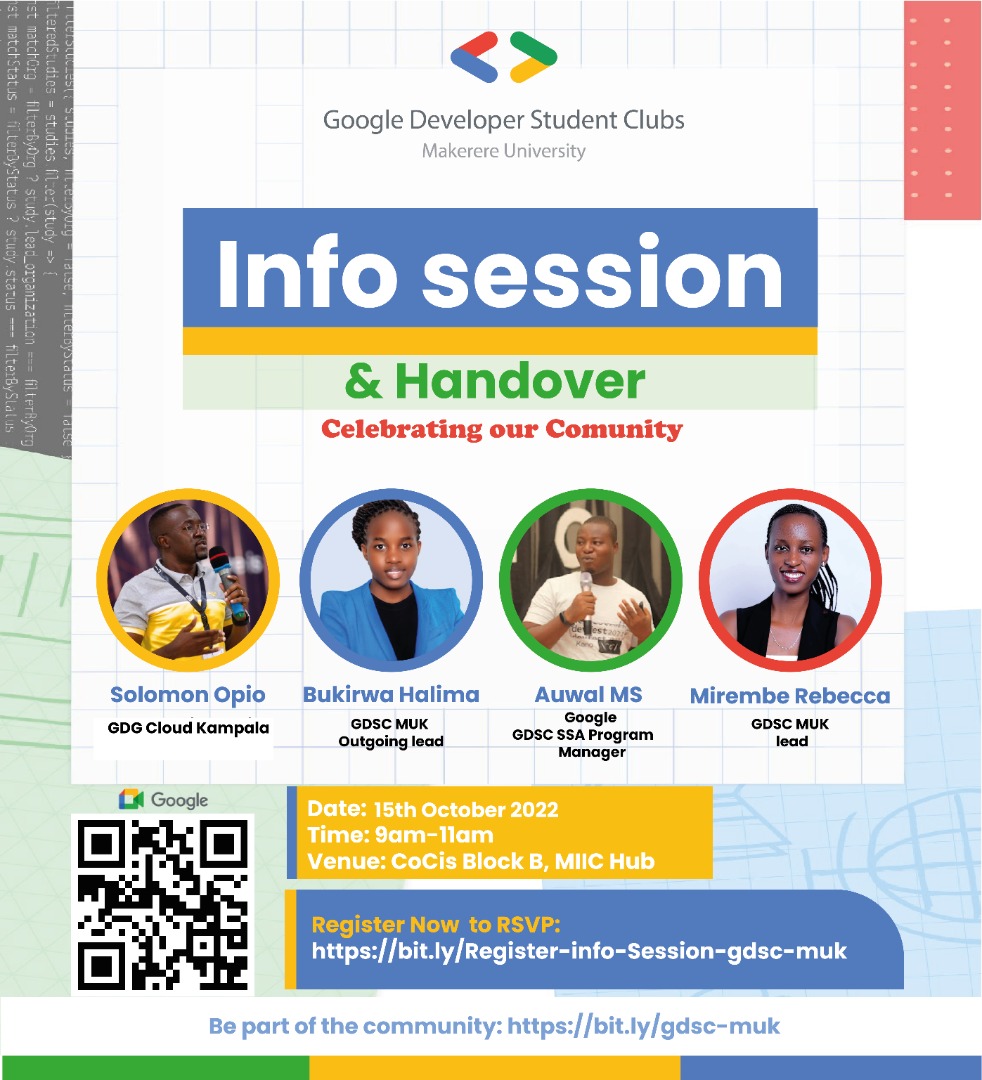 Google Developer Student Clubs
Makerere University
Info session
& Handover
Celebrating our Comunity
Solomon Opio
GDG Cloud Kampala
Bukirwa Halima
GDSC MUK
Outgoing lead
Auwal MS
Google
GDSC SSA Program
Manager
Mirembe Rebecca
GDSC MUK
lead
Google
Date: 15th October 2022
Time: 9am-11am
Venue: CoCis Block B, MIIC Hub
Register Now to RSVP:
https://bit.ly/Register-info-Session-gdsc-muk
Be part of the community: https://bit.ly/gdsc-muk